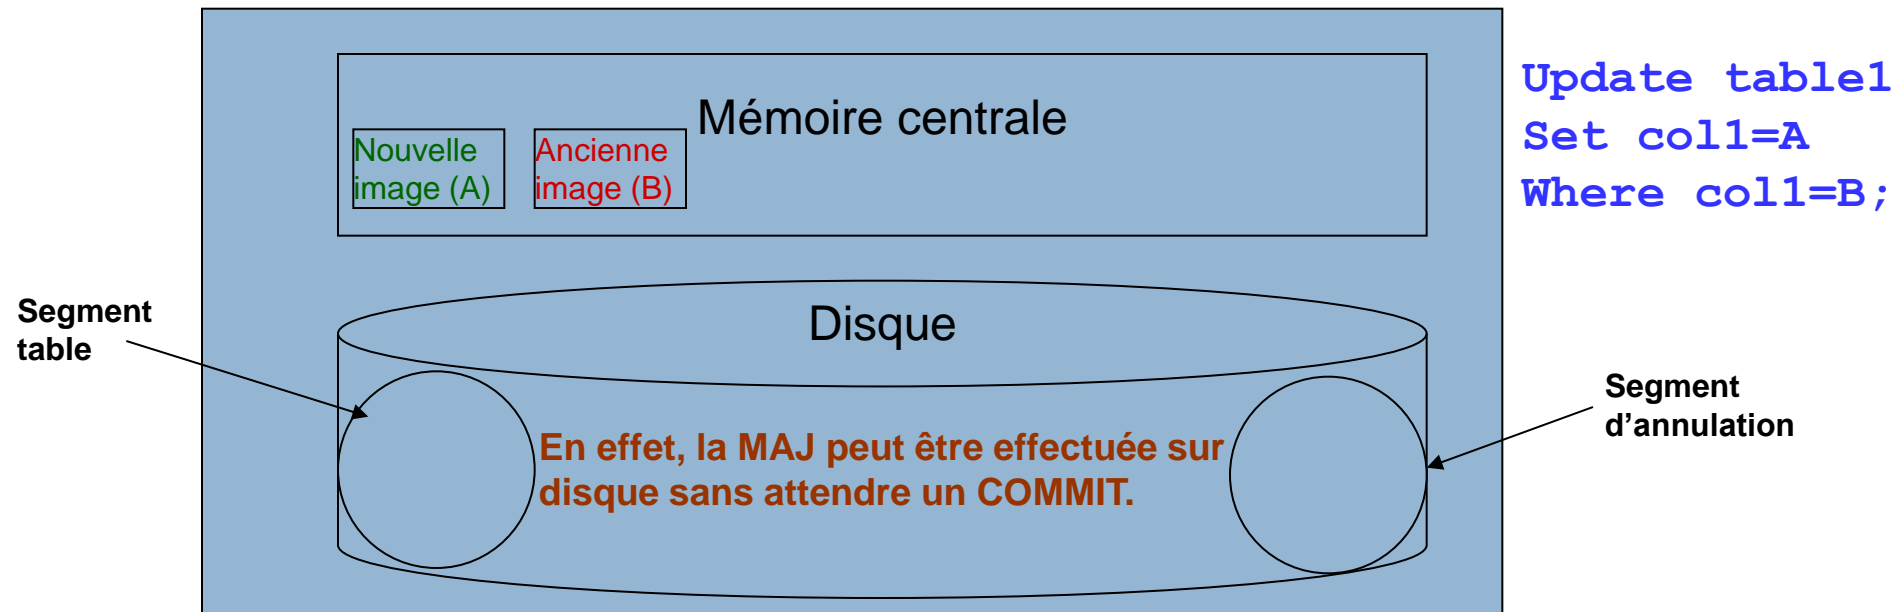 Mémoire centrale
Nouvelle
image (A)
Ancienne
image (B)
Update table1
Set col1=A
Where col1=B;
Segment
table
Disque
En effet, la MAJ peut être effectuée sur
disque sans attendre un COMMIT.
Segment
d’annulation